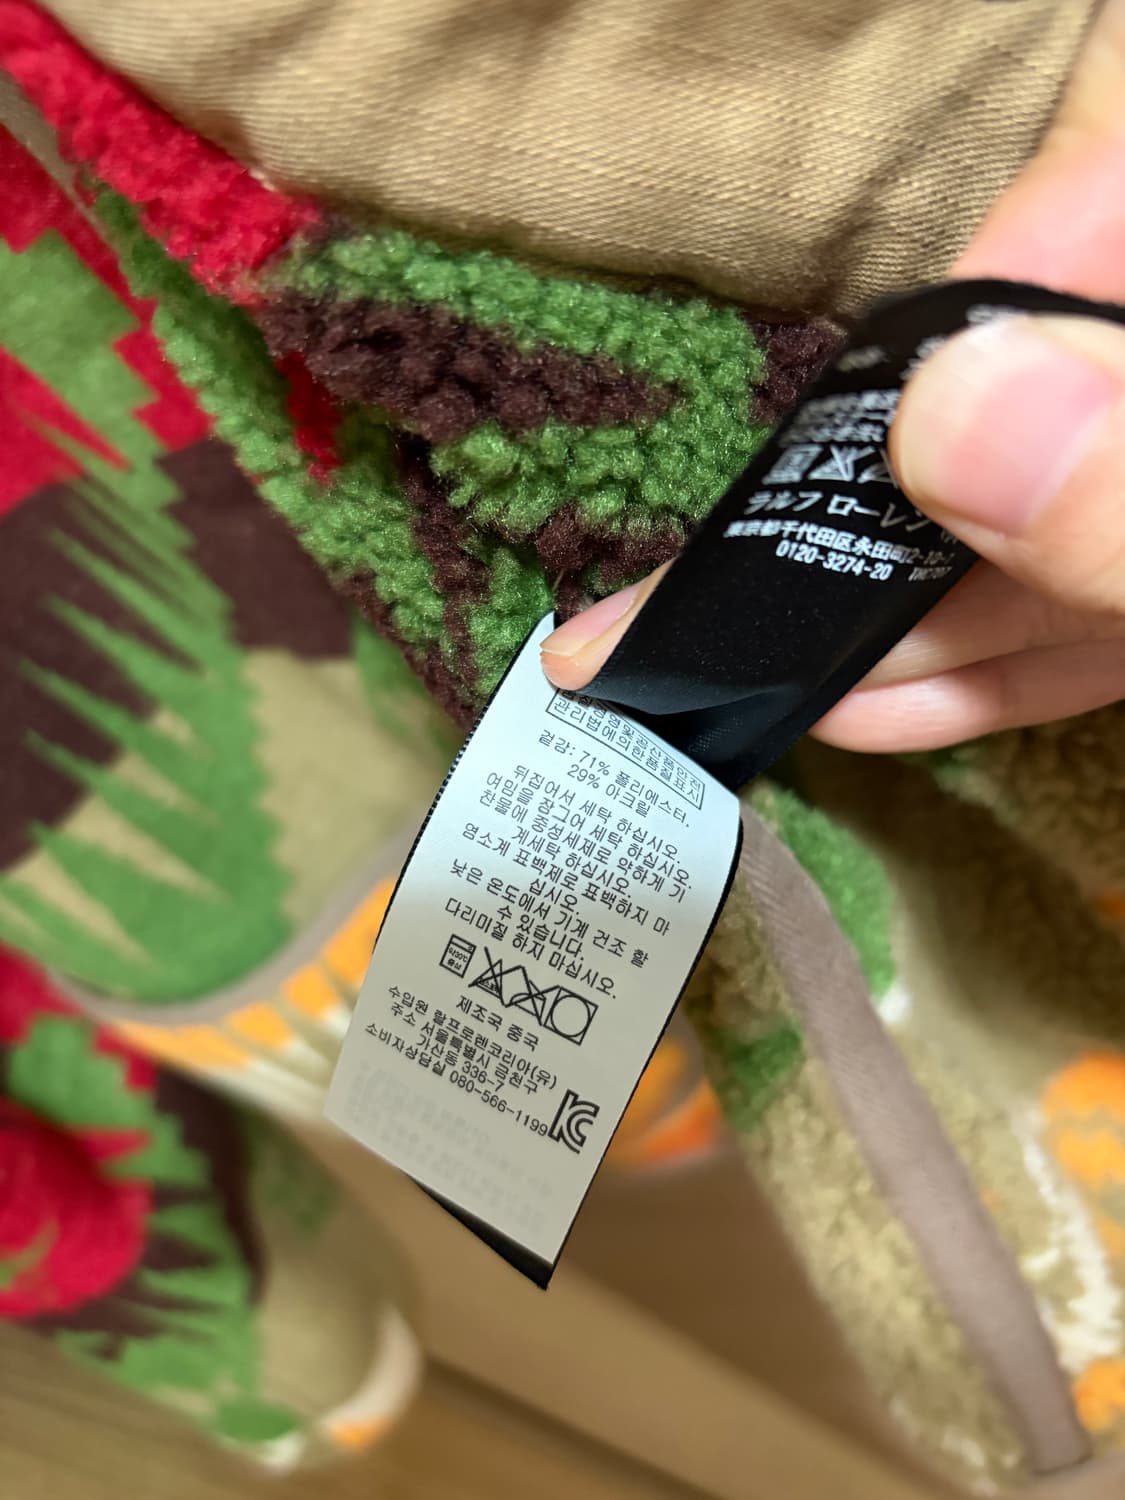 ラルフ ローレン
東京都千代田区永田町2-10-
0120-3274-20
관리법에의한품질표시
겉감: 71% 폴리에스터.
29% 아크릴
뒤집어서 세탁 하십시오.
여밈을 잠그어 세탁 하십시오.
찬물에 중성세제로 약하게 기
계세탁 하십시오.
염소계 표백제로 표백하지 마
십시오.
낮은 온도에서 기계 건조 할
수 있습니다.
다리미질 하지 마십시오.
약30℃
중성
제조국 중국
수입원 랄프로렌코리아(유)
주소 서울특별시 금천구
가산동 336-7
소비자상담실 080-566-1199